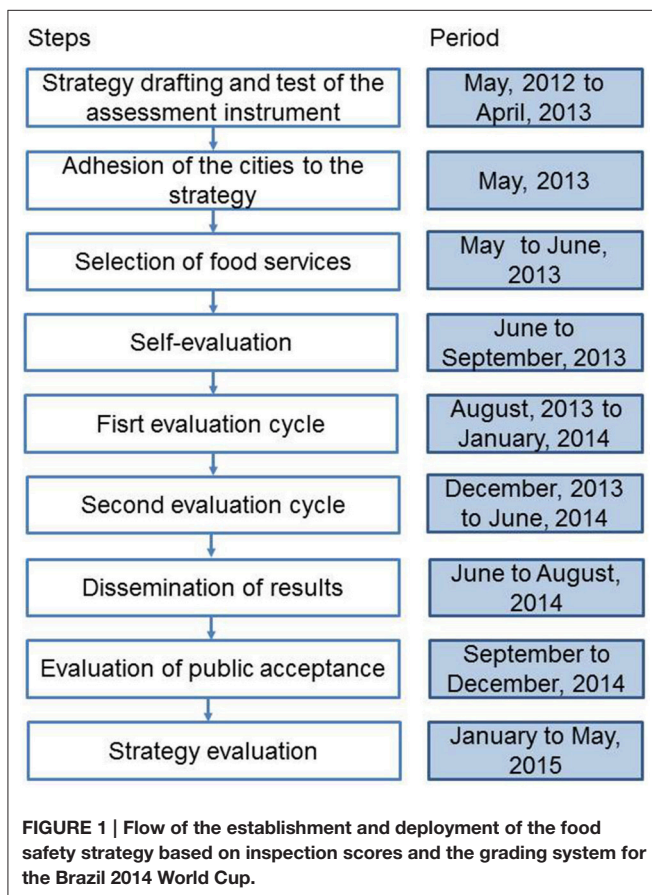 Steps
Period
Strategy drafting and test of the
assessment instrument
May, 2012 to
April, 2013
Adhesion of the cities to the
strategy
May, 2013
Selection of food services
May to June,
2013
Self-evaluation
June to
September, 2013
Fisrt evaluation cycle
August, 2013 to
January, 2014
Second evaluation cycle
December, 2013
to June, 2014
Dissemination of results
June to August,
2014
Evaluation of public acceptance
September to
December, 2014
Strategy evaluation
January to May,
2015
FIGURE 1 | Flow of the establishment and deployment of the food
safety strategy based on inspection scores and the grading system for
the Brazil 2014 World Cup.